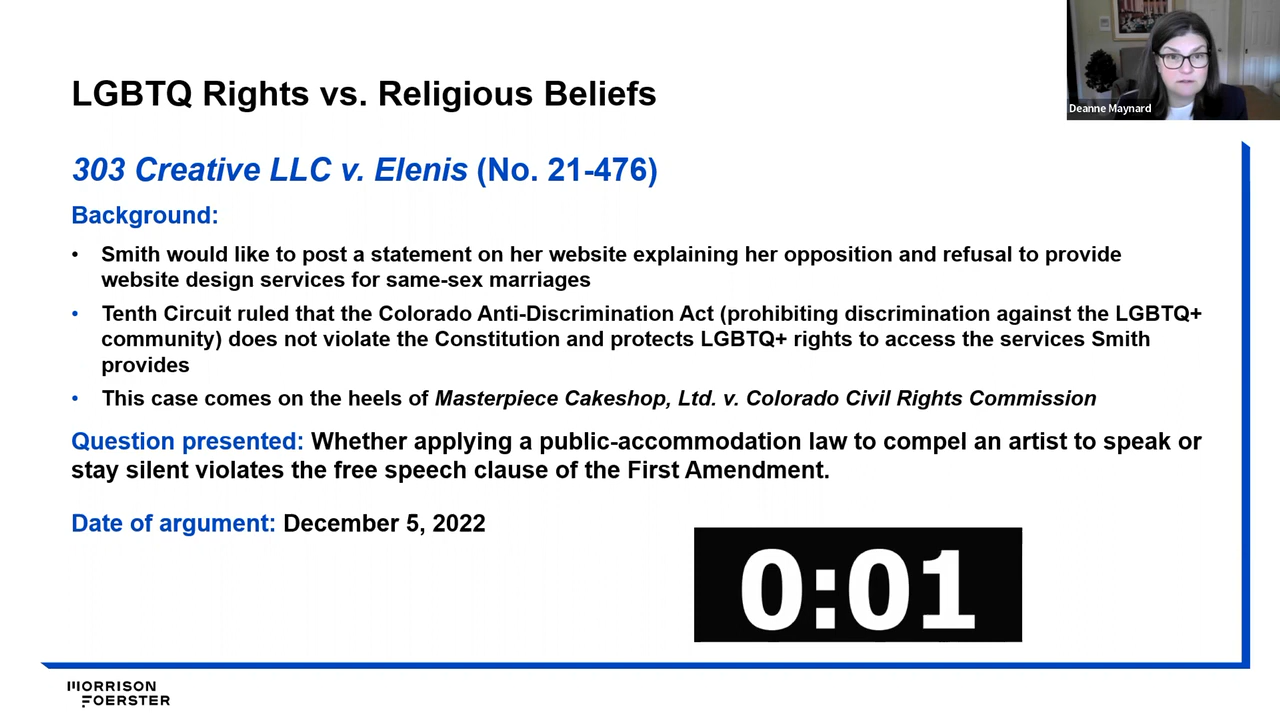 Deanne Maynard
LGBTQ Rights vs. Religious Beliefs
303 Creative LLC v. Elenis (No. 21-476)
Background:
• Smith would like to post a statement on her website explaining her opposition and refusal to provide
website design services for same-sex marriages
• Tenth Circuit ruled that the Colorado Anti-Discrimination Act (prohibiting discrimination against the LGBTQ+
community) does not violate the Constitution and protects LGBTQ+ rights to access the services Smith
provides
• This case comes on the heels of Masterpiece Cakeshop, Ltd. v. Colorado Civil Rights Commission
Question presented: Whether applying a public-accommodation law to compel an artist to speak or
stay silent violates the free speech clause of the First Amendment.
Date of argument: December 5, 2022
0:01
MORRISON
FOERSTER